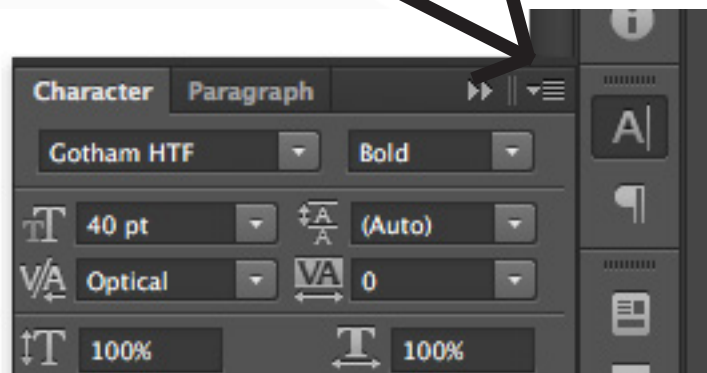 Character Paragraph
Gotham HTF Bold
40 pt (Auto)
Optical 0
100% 100%